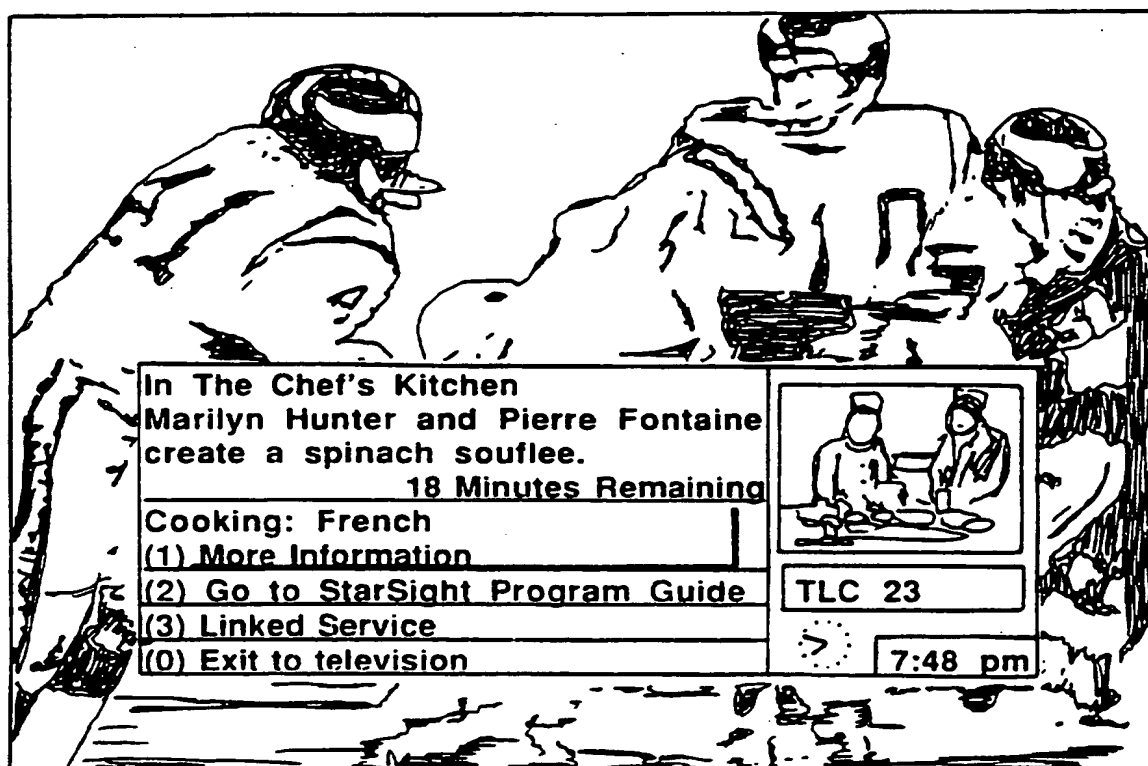 In The Chef's Kitchen
Marilyn Hunter and Pierre Fontaine
create a spinach souflee.
18 Minutes Remaining
Cooking: French
(1) More Information
(2) Go to StarSight Program Guide
(3) Linked Service
(0) Exit to television
TLC 23
7:48 pm